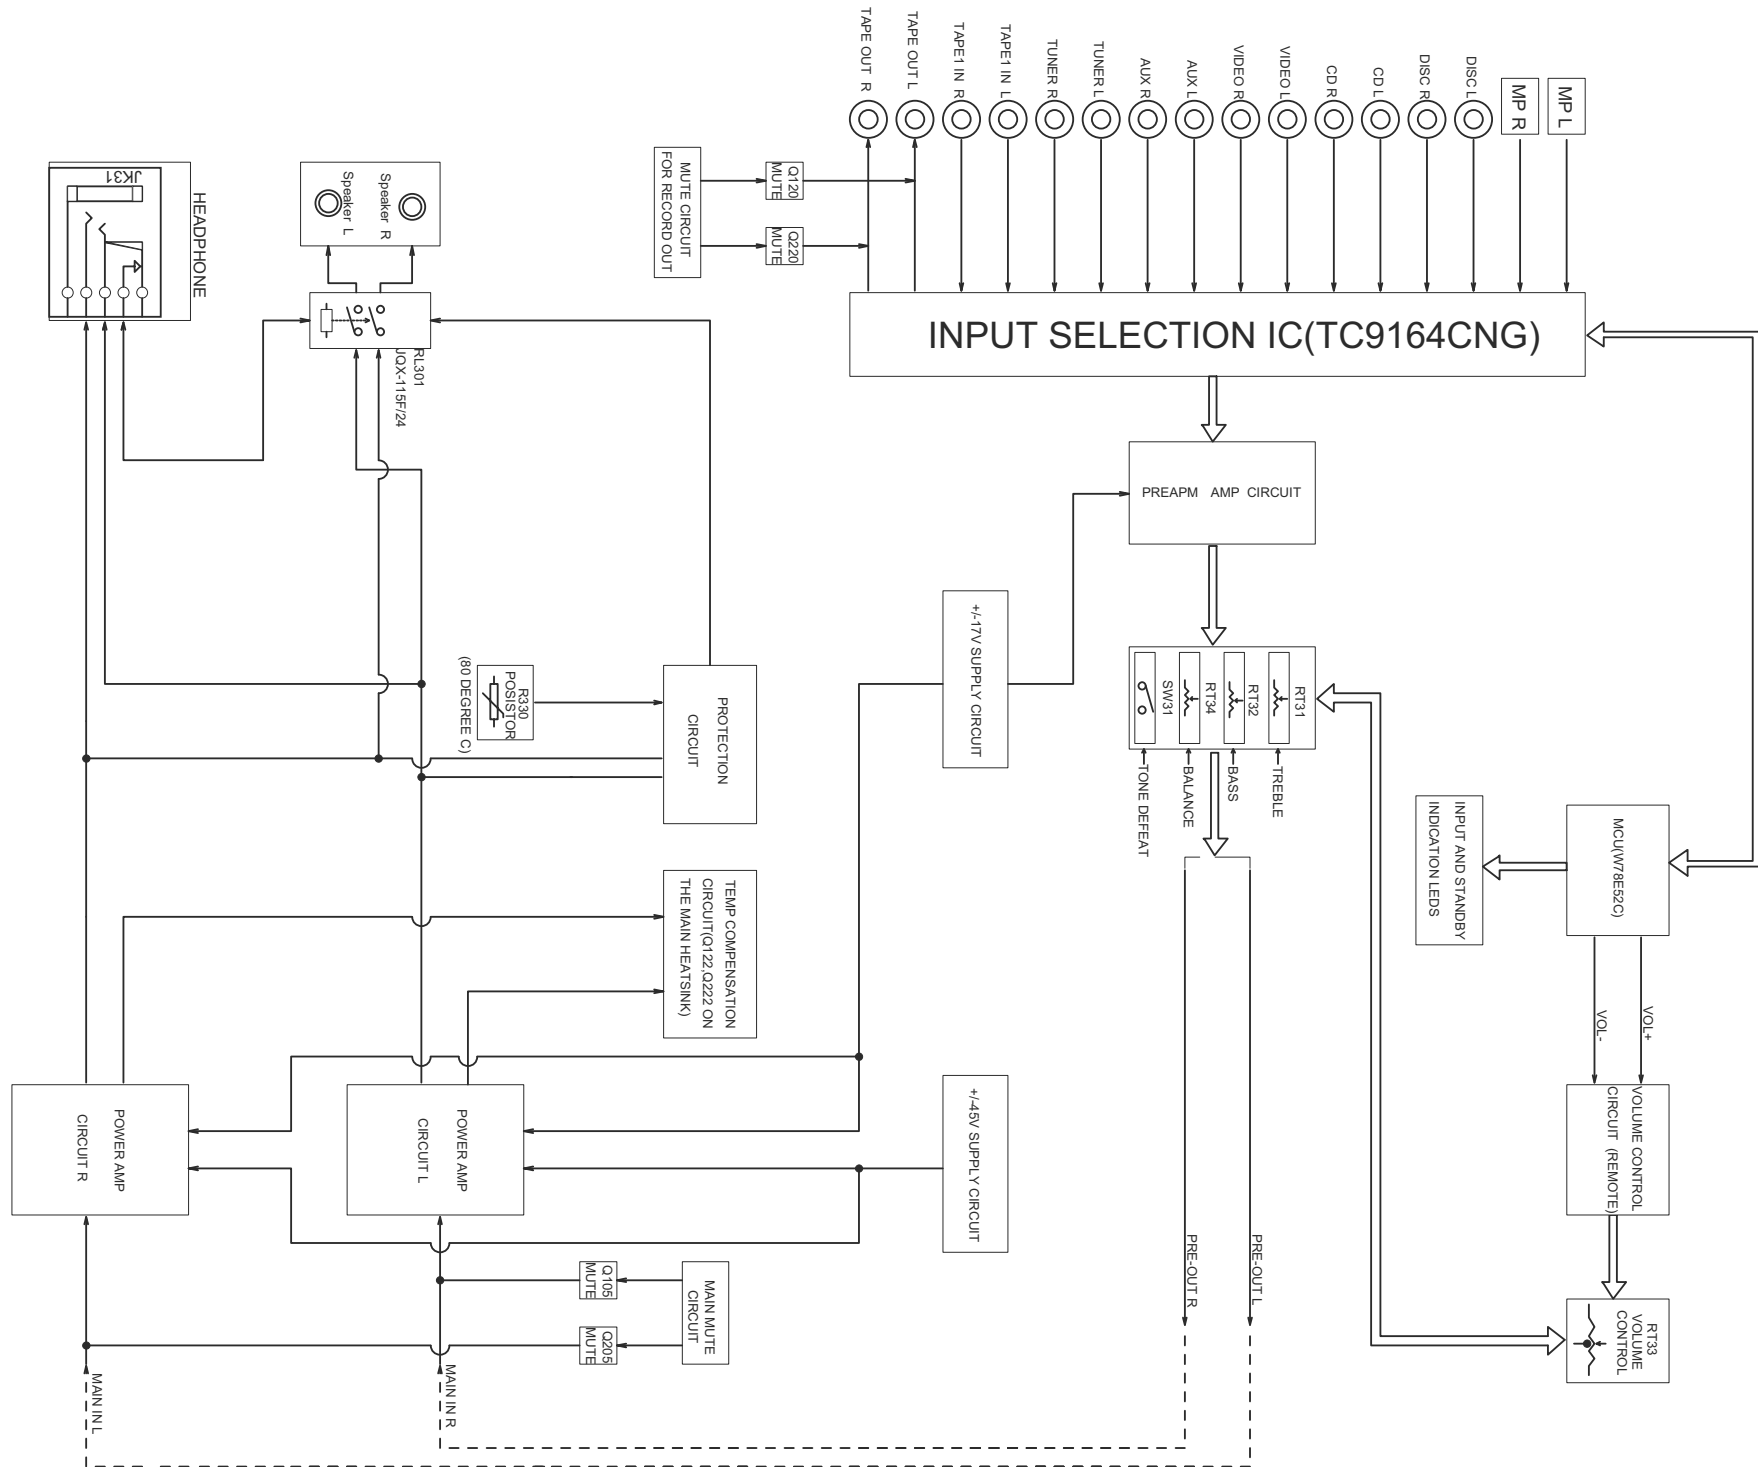 TAPE OUT R
TAPE OUT L
TAPE1 IN R
TAPE1 IN L
TUNER R
TUNER L
AUX R
AUX L
VIDEO R
VIDEO L
CD R
CD L
DISC R
DISC L
MP R
MP L
JK31
HEADPHONE
Speaker L
Speaker R
MUTE CIRCUIT
FOR RECORD OUT
Q120
MUTE
Q220
MUTE
INPUT SELECTION IC(TC9164CNG)
RL301
JQX-115F/24
PREAPM AMP CIRCUIT
R330
POSISTOR
(80 DEGREE C)
PROTECTION
CIRCUIT
+/-17V SUPPLY CIRCUIT
RT31
RT32
RT34
SW31
TREBLE
BASS
BALANCE
TONE DEFEAT
INPUT AND STANDBY
INDICATION LEDS
MCU(W78E52C)
TEMP COMPENSATION
CIRCUIT(Q122,Q222 ON
THE MAIN HEATSINK)
VOL+
VOL-
POWER AMP
CIRCUIT R
POWER AMP
CIRCUIT L
+/-45V SUPPLY CIRCUIT
VOLUME CONTROL
CIRCUIT (REMOTE)
PRE-OUT R
PRE-OUT L
Q105
MUTE
Q205
MUTE
MAIN MUTE
CIRCUIT
RT33
VOLUME
CONTROL
MAIN IN L
MAIN IN R